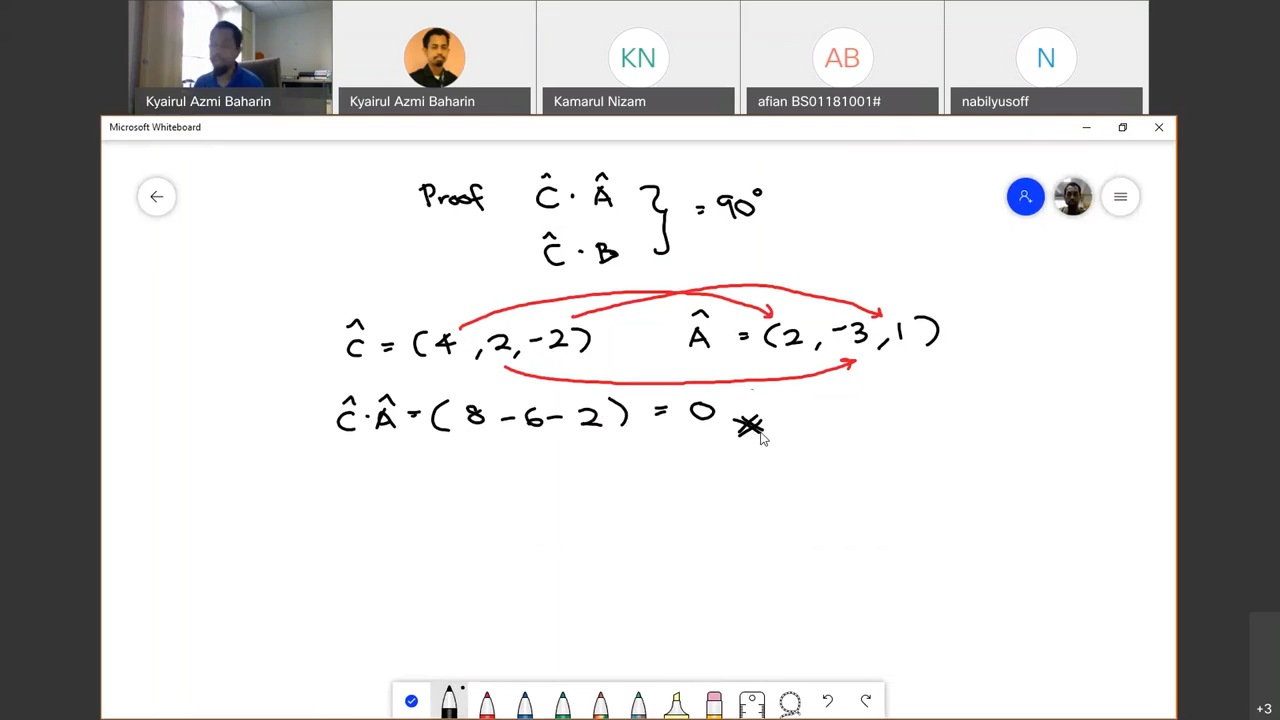 KN AB N
Kyairul Azmi Baharin Kyairul Azmi Baharin Kamarul Nizam afian BS01181001# nabilyusoff
Microsoft Whiteboard
Proof Ĉ · Â } = 90°
Ĉ · B
Ĉ = (4, 2, -2) Â = (2, -3, 1)
Ĉ · Â = (8 - 6 - 2) = 0
+3